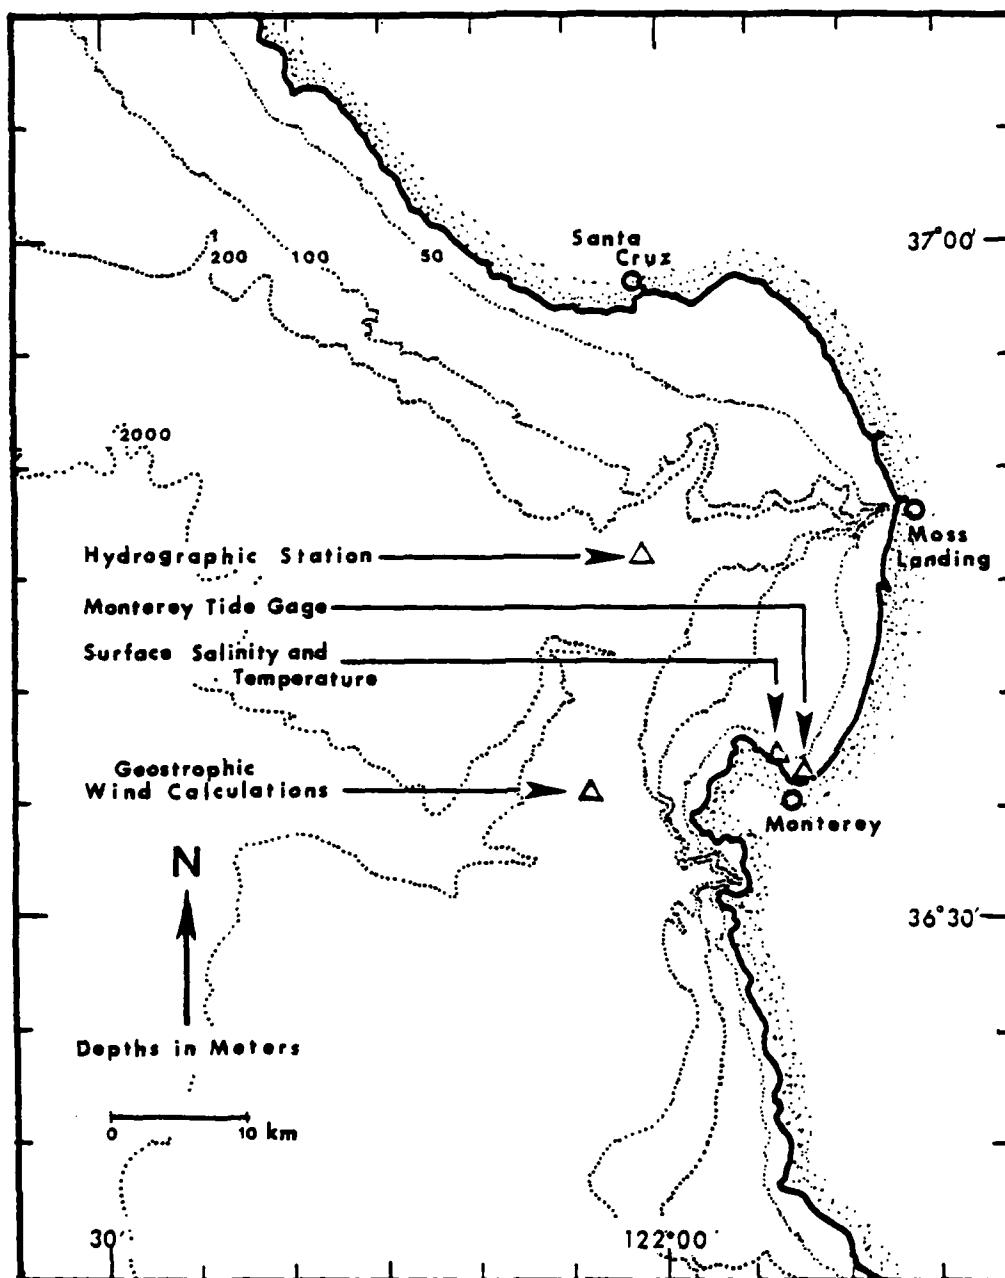 Santa
Cruz
37°00'
200
100
50
2000
Moss
Landing
Hydrographic Station
Monterey Tide Gage
Surface Salinity and
Temperature
Geostrophic
Wind Calculations
Monterey
N
36°30'
Depths in Meters
0 10 km
30'
122°00'